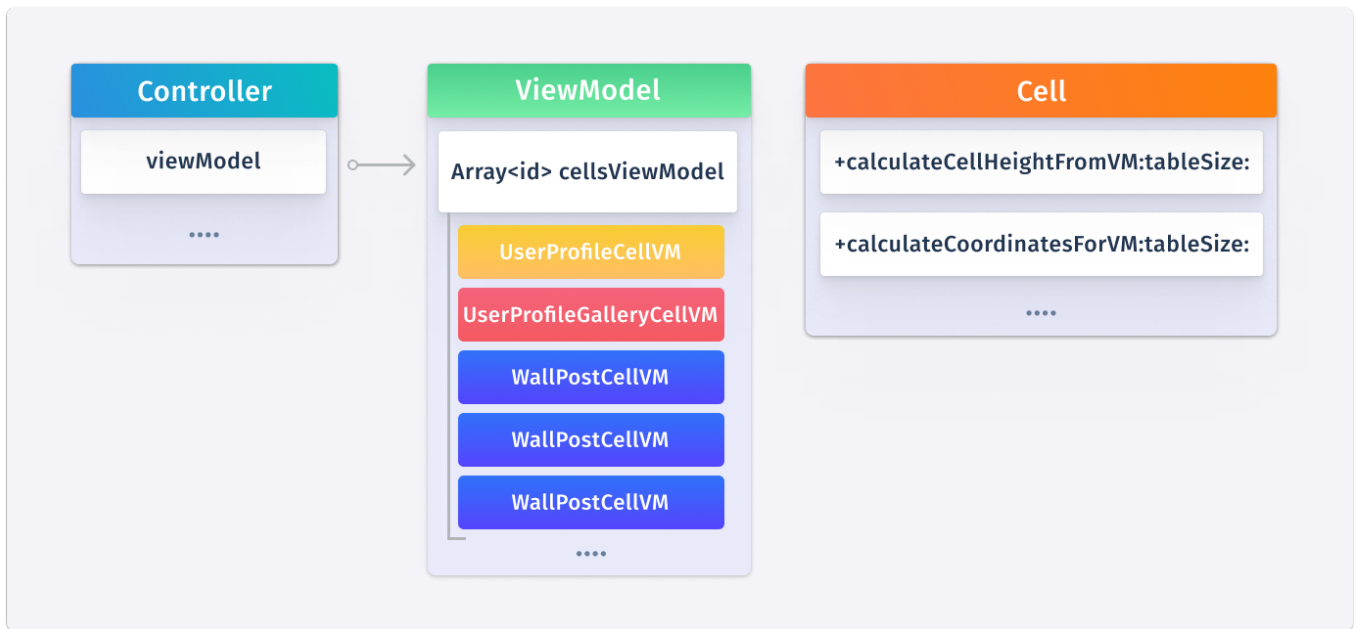 Controller
viewModel
....
ViewModel
Array<id> cellsViewModel
UserProfileCellVM
UserProfileGalleryCellVM
WallPostCellVM
WallPostCellVM
WallPostCellVM
....
Cell
+calculateCellHeightFromVM:tableSize:
+calculateCoordinatesForVM:tableSize:
....